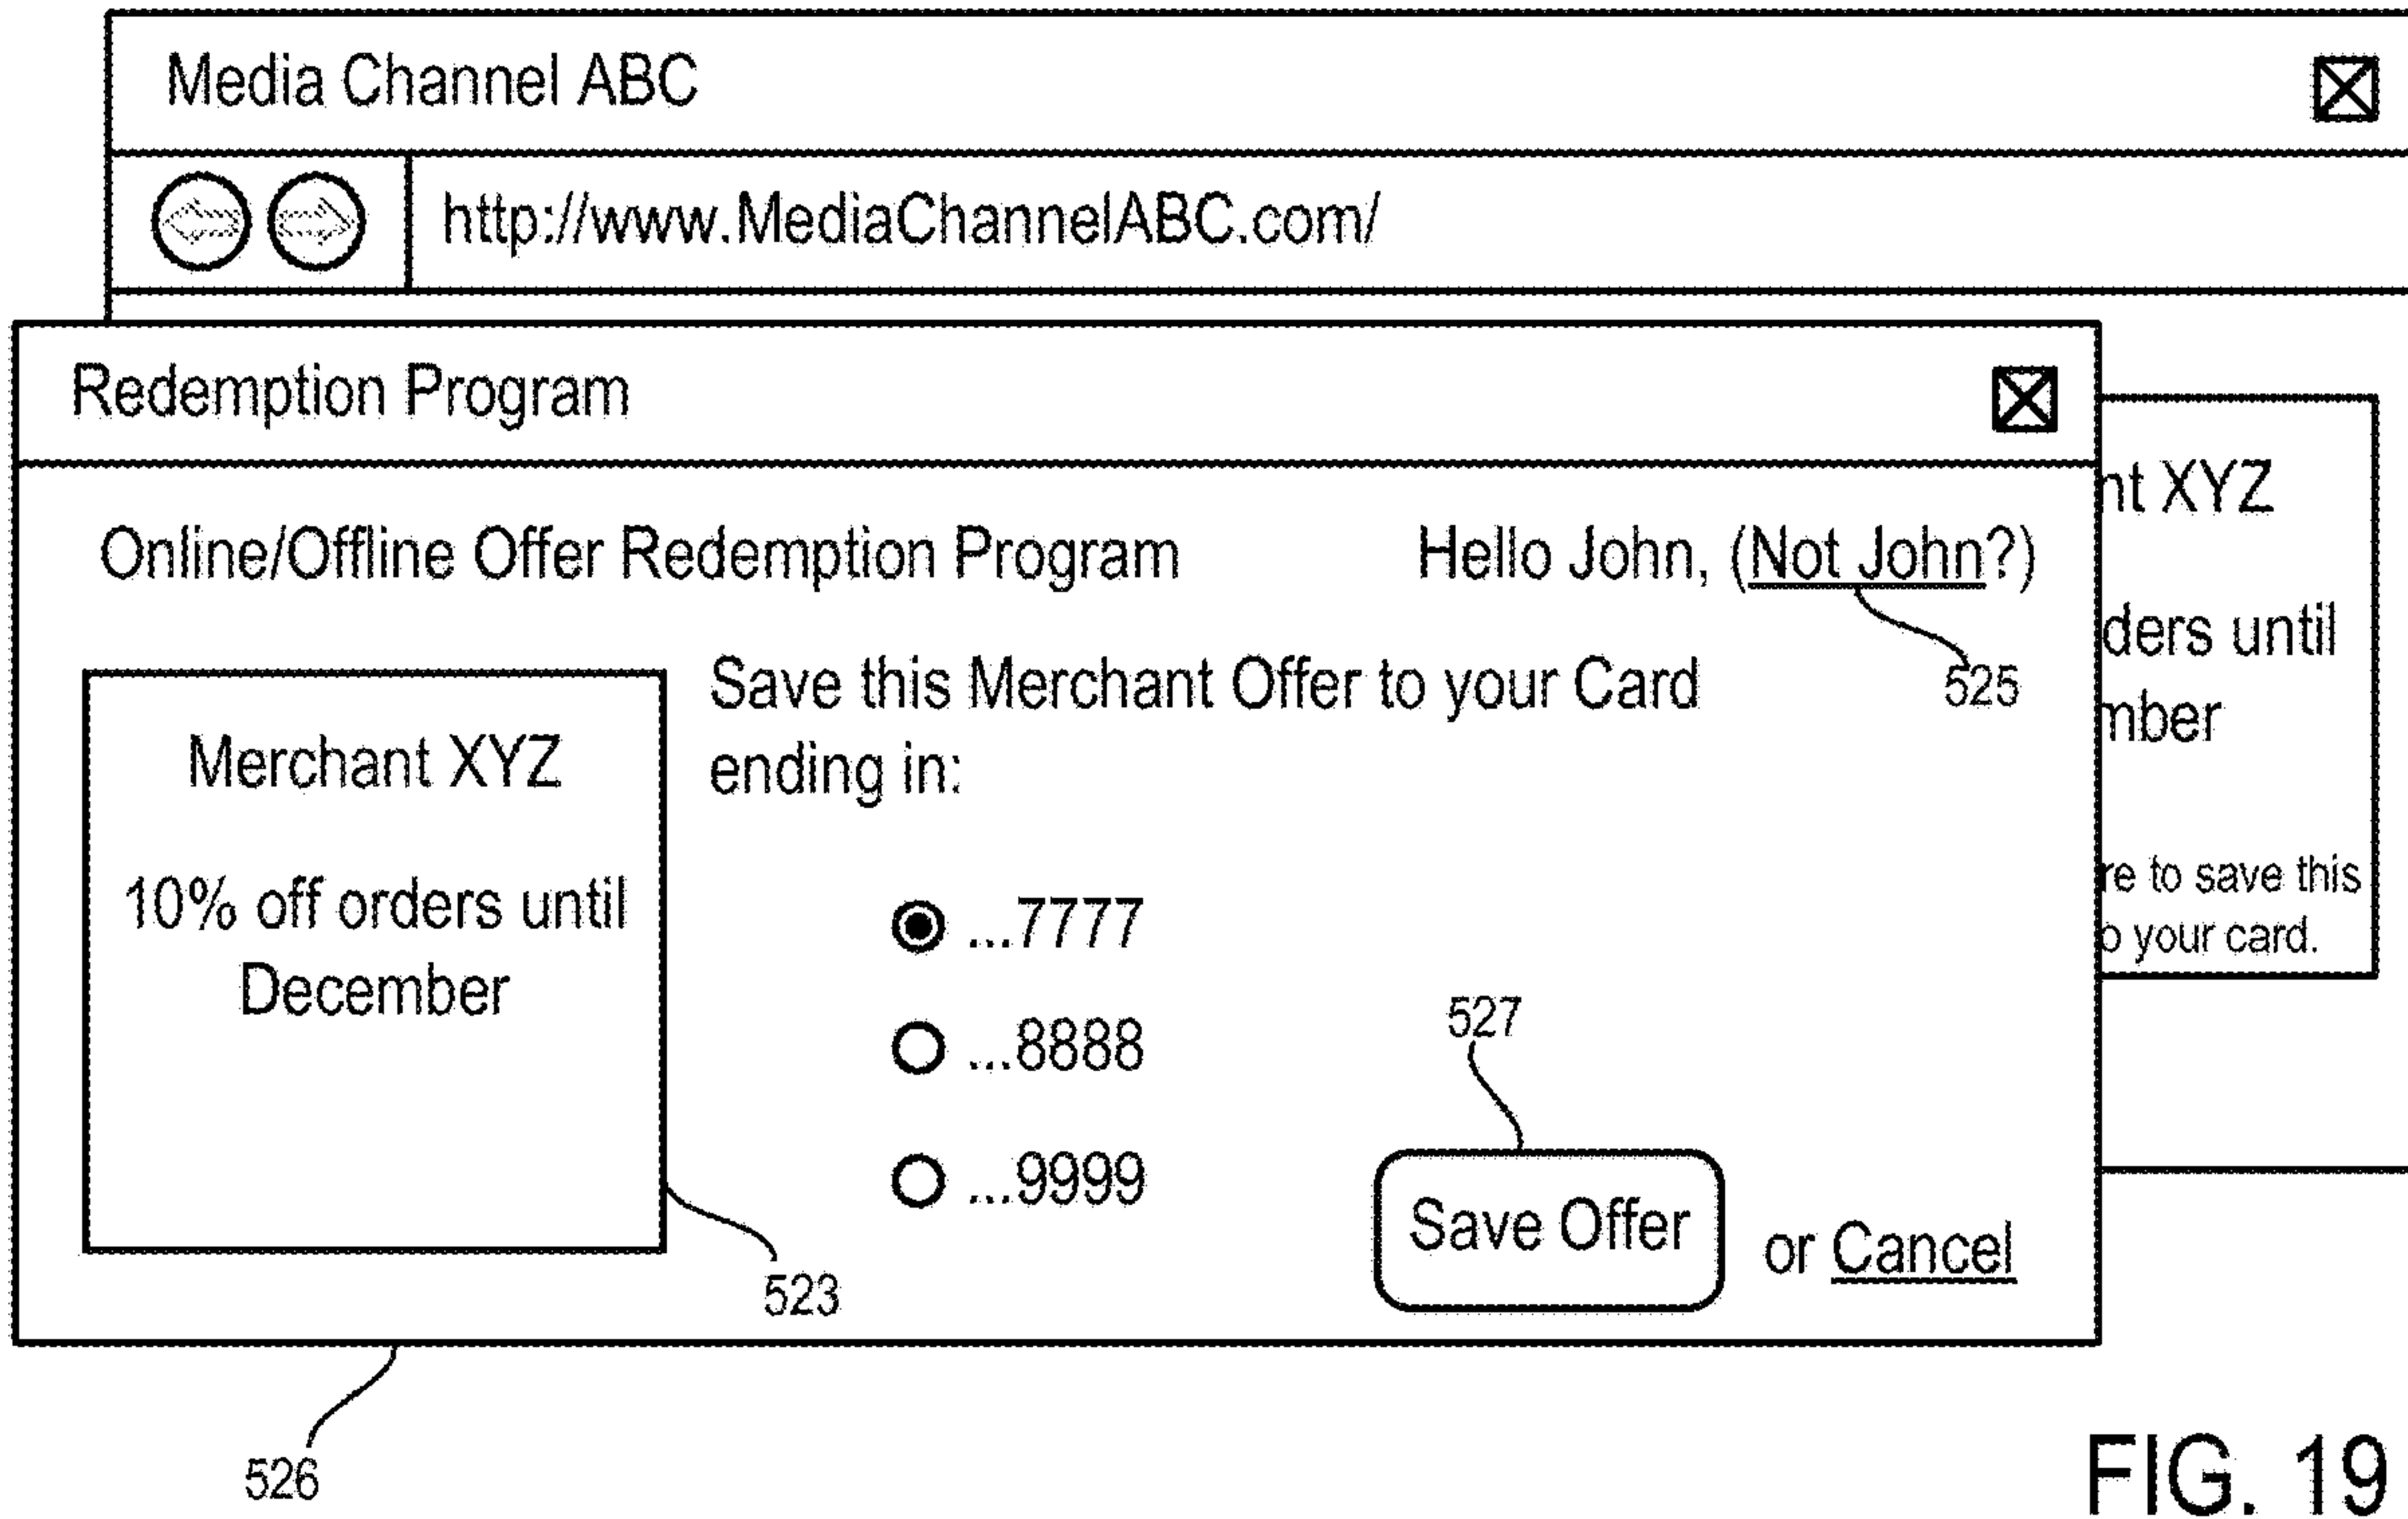 Media Channel ABC
http://www.MediaChannelABC.com/
Redemption Program
Online/Offline Offer Redemption Program
Hello John, (Not John?)
525
Save this Merchant Offer to your Card
ending in:
Merchant XYZ
10% off orders until
December
...7777
...8888
...9999
527
Save Offer
or Cancel
523
526
nt XYZ
ders until
mber
re to save this
o your card.
FIG. 19